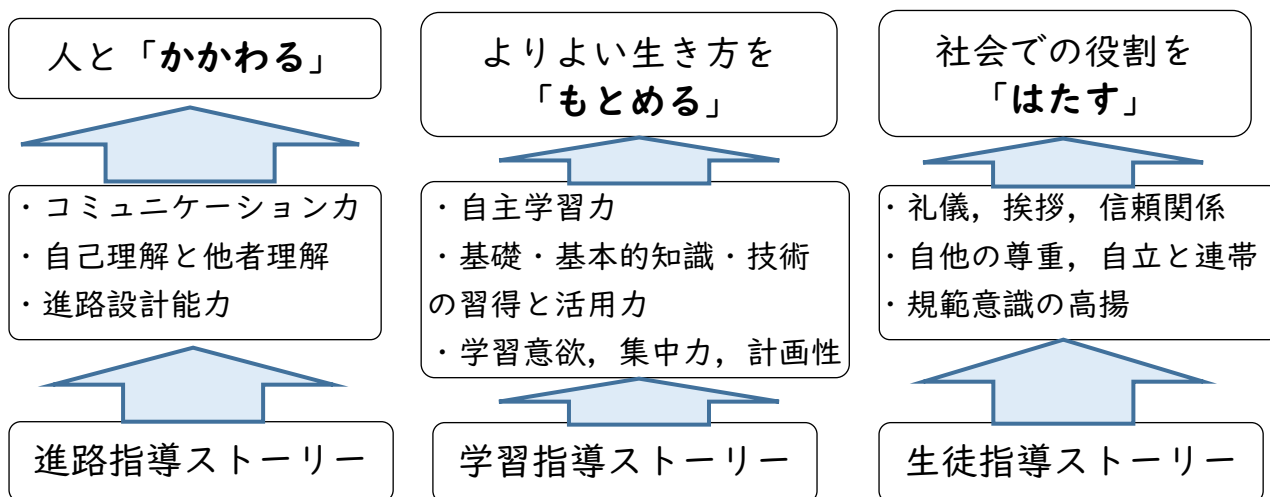 人と「かかわる」
よりよい生き方を
「もとめる」
社会での役割を
「はたす」
・コミュニケーション力
・自己理解と他者理解
・進路設計能力
・自主学習力
・基礎・基本的知識・技術
の習得と活用力
・学習意欲，集中力，計画性
・礼儀，挨拶，信頼関係
・自他の尊重，自立と連帯
・規範意識の高揚
進路指導ストーリー
学習指導ストーリー
生徒指導ストーリー